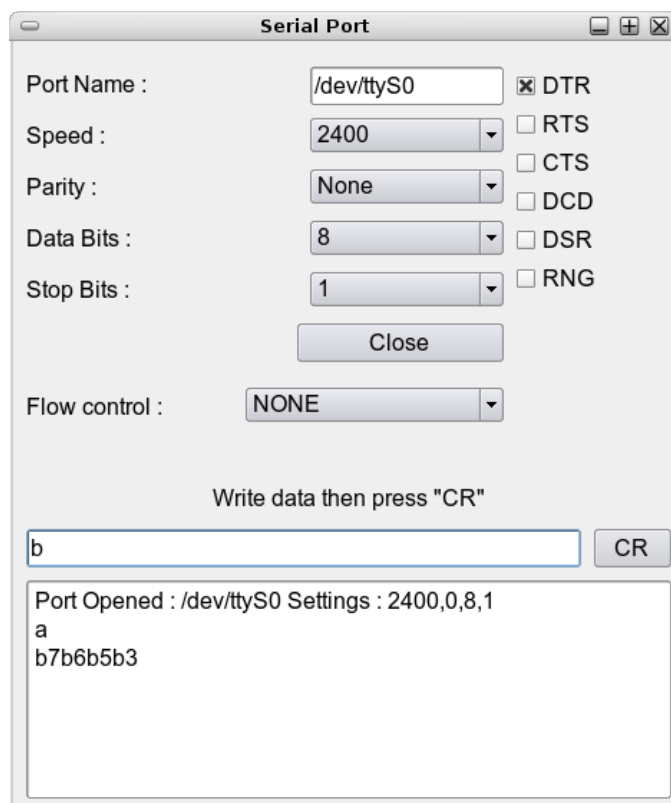 Serial Port
Port Name : /dev/ttyS0 DTR
Speed : 2400 RTS
CTS
Parity : None
DCD
Data Bits : 8 DSR
Stop Bits : 1 RNG
Close
Flow control : NONE
Write data then press "CR"
b CR
Port Opened : /dev/ttyS0 Settings : 2400,0,8,1
a
b7b6b5b3